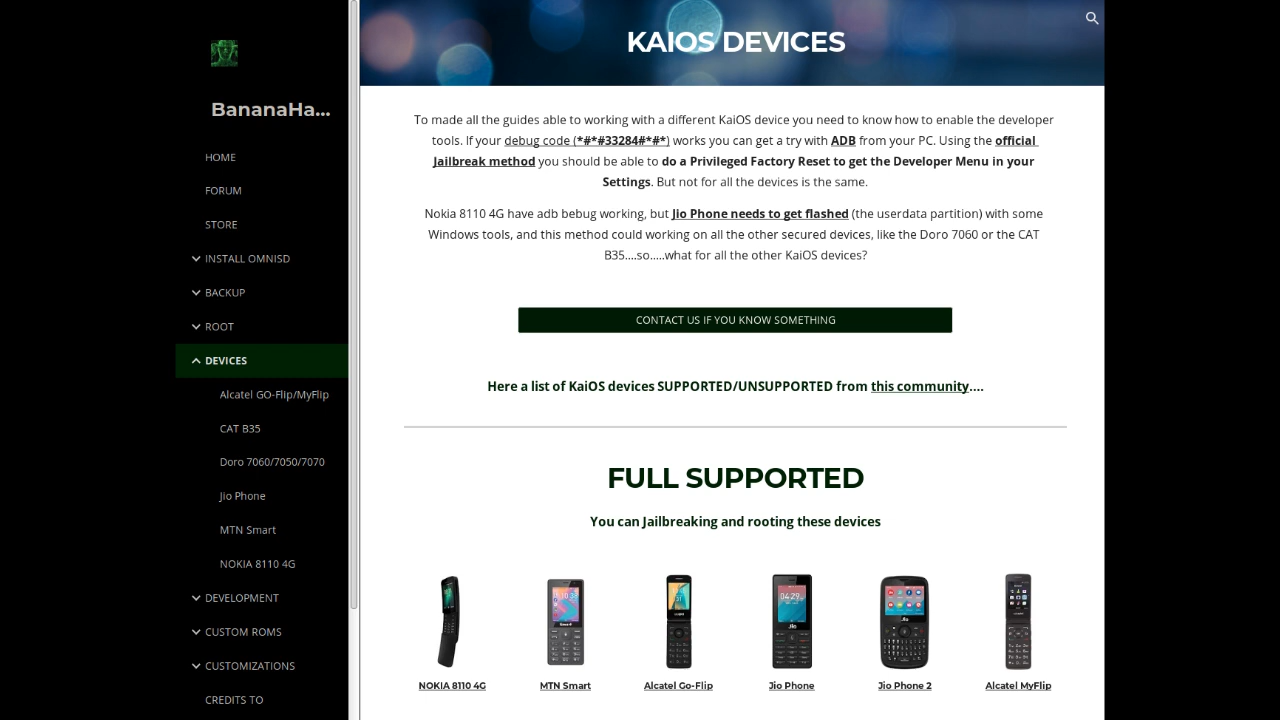 BananaHa...
HOME
FORUM
STORE
INSTALL OMNISD
BACKUP
ROOT
DEVICES
Alcatel GO-Flip/MyFlip
CAT B35
Doro 7060/7050/7070
Jio Phone
MTN Smart
NOKIA 8110 4G
DEVELOPMENT
CUSTOM ROMS
CUSTOMIZATIONS
CREDITS TO
KAIOS DEVICES
To made all the guides able to working with a different KaiOS device you need to know how to enable the developer
tools. If your debug code (*#*#33284#*#*) works you can get a try with ADB from your PC. Using the official
Jailbreak method you should be able to do a Privileged Factory Reset to get the Developer Menu in your
Settings. But not for all the devices is the same.
Nokia 8110 4G have adb bebug working, but Jio Phone needs to get flashed (the userdata partition) with some
Windows tools, and this method could working on all the other secured devices, like the Doro 7060 or the CAT
B35....so.....what for all the other KaiOS devices?
CONTACT US IF YOU KNOW SOMETHING
Here a list of KaiOS devices SUPPORTED/UNSUPPORTED from this community....
FULL SUPPORTED
You can Jailbreaking and rooting these devices
NOKIA 8110 4G
MTN Smart
Alcatel Go-Flip
Jio Phone
Jio Phone 2
Alcatel MyFlip